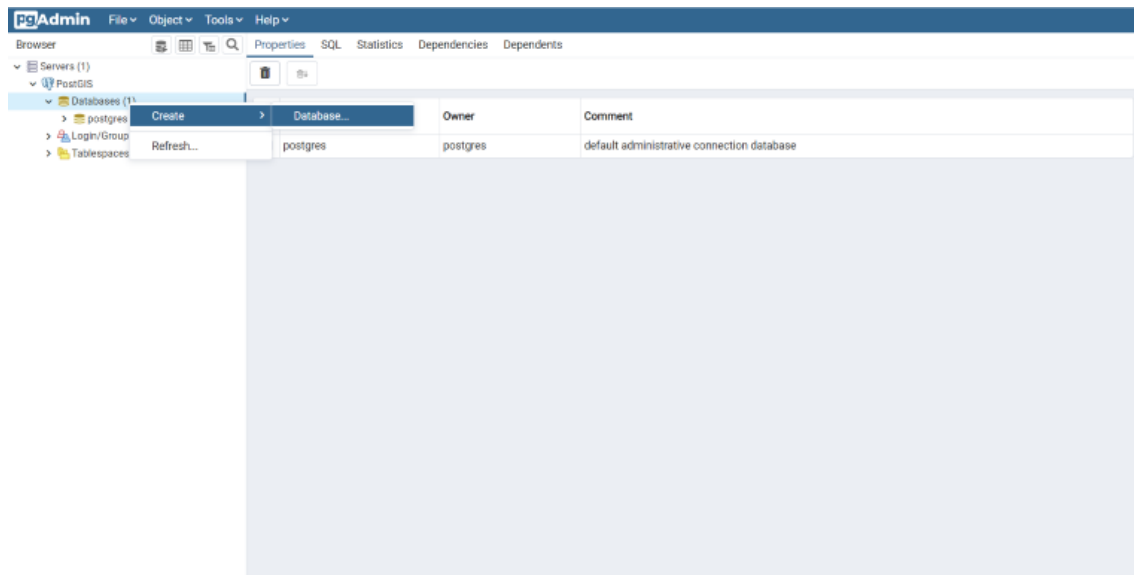 pgAdmin File Object Tools Help
Browser
Properties SQL Statistics Dependencies Dependents
Servers (1)
PostGIS
Databases (1)
postgres
Login/Group
Tablespaces
Create
Refresh...
Database...
Owner Comment
postgres postgres default administrative connection database